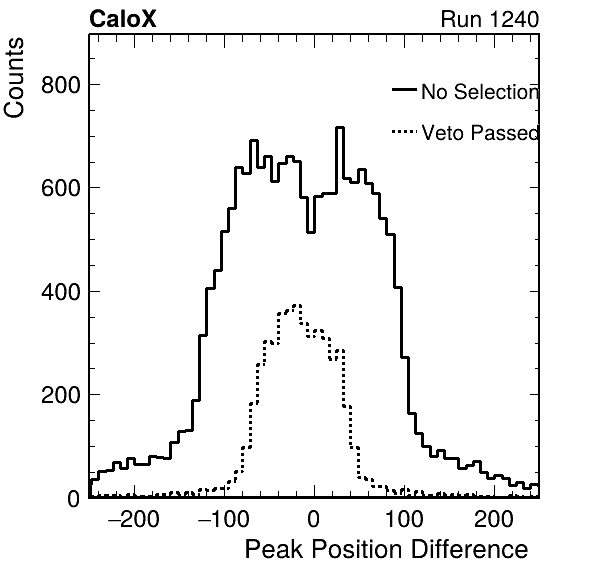 CaloX Run 1240
Counts
800
600
400
200
0
No Selection
Veto Passed
−200 −100 0 100 200
Peak Position Difference